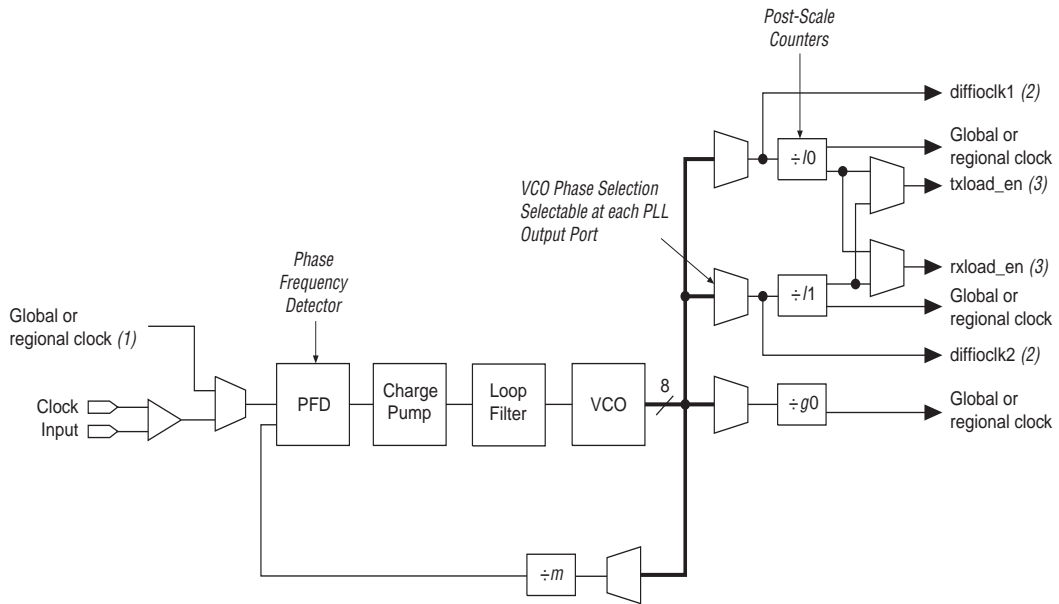 Post-Scale
Counters
diffioclk1 (2)
Global or
regional clock
÷l0
txload_en (3)
VCO Phase Selection
Selectable at each PLL
Output Port
rxload_en (3)
÷l1
Global or
regional clock
diffioclk2 (2)
Phase
Frequency
Detector
Global or
regional clock (1)
Clock
Input
PFD
Charge
Pump
Loop
Filter
VCO
8
÷g0
Global or
regional clock
÷m